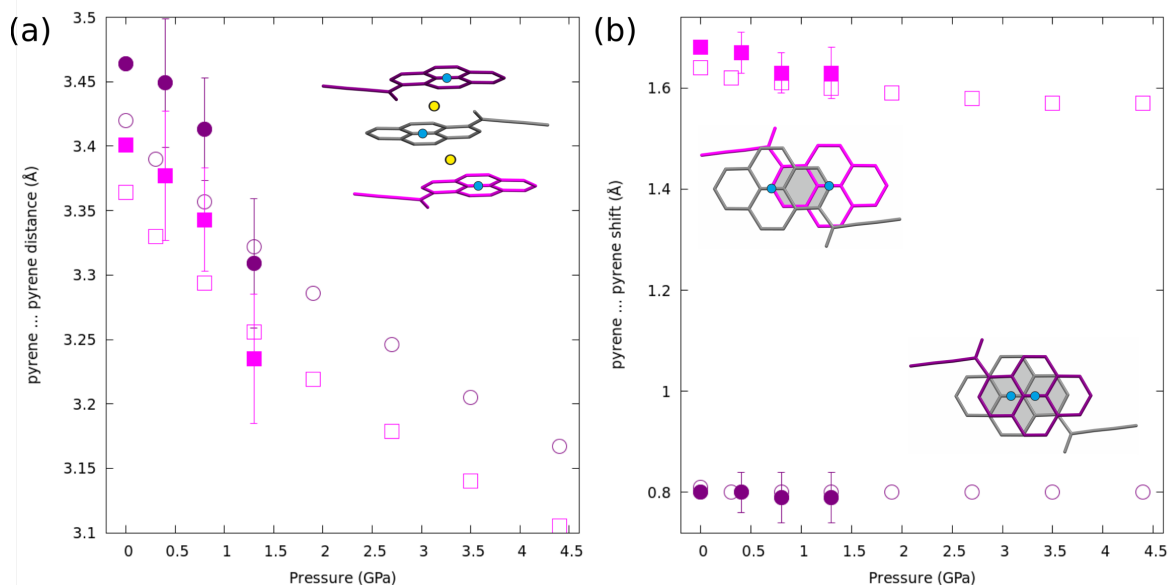 (a)
pyrene ... pyrene distance (Å)
3.5
3.45
3.4
3.35
3.3
3.25
3.2
3.15
3.1
0 0.5 1 1.5 2 2.5 3 3.5 4 4.5
Pressure (GPa)
(b)
pyrene ... pyrene shift (Å)
1.6
1.4
1.2
1
0.8
0 0.5 1 1.5 2 2.5 3 3.5 4 4.5
Pressure (GPa)